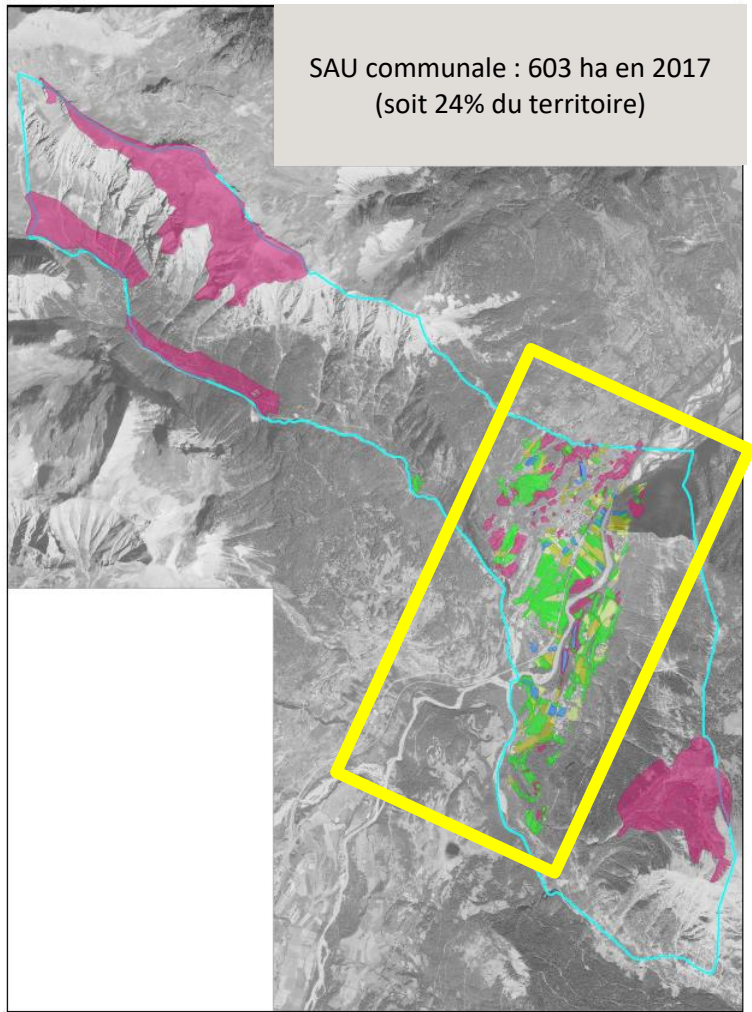 SAU communale : 603 ha en 2017
(soit 24% du territoire)